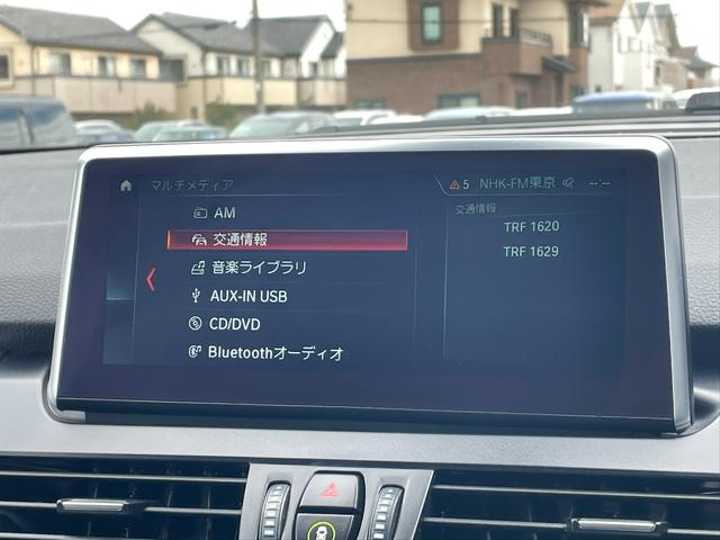 マルチメディア
5 NHK-FM東京 --:--
AM
交通情報
音楽ライブラリ
AUX-IN USB
CD/DVD
Bluetoothオーディオ
交通情報
TRF 1620
TRF 1629